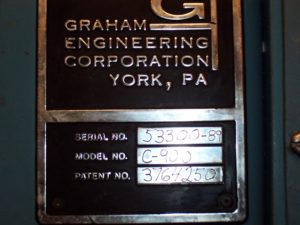 G
GRAHAM
ENGINEERING
CORPORATION
YORK, PA
SERIAL NO. 53300-89
MODEL NO. C-900
PATENT NO. 3764250